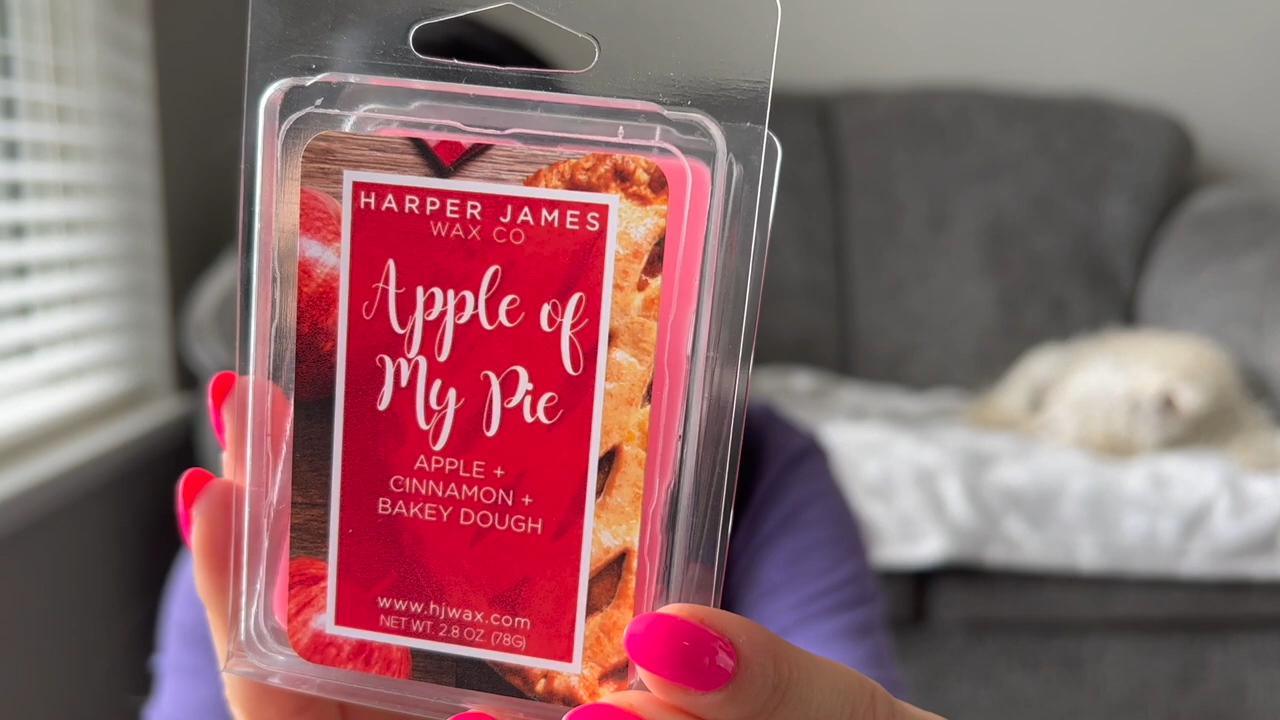 HARPER JAMES
WAX CO
Apple of
My Pie
APPLE +
CINNAMON +
BAKEY DOUGH
www.hjwax.com
NET WT. 2.8 OZ. (78G)